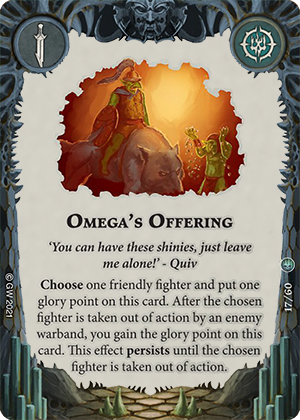 OMEGA'S OFFERING
'You can have these shinies, just leave
me alone!' - Quiv
Choose one friendly fighter and put one
glory point on this card. After the chosen
fighter is taken out of action by an enemy
warband, you gain the glory point on this
card. This effect persists until the chosen
fighter is taken out of action.
© GW 2021
17/60